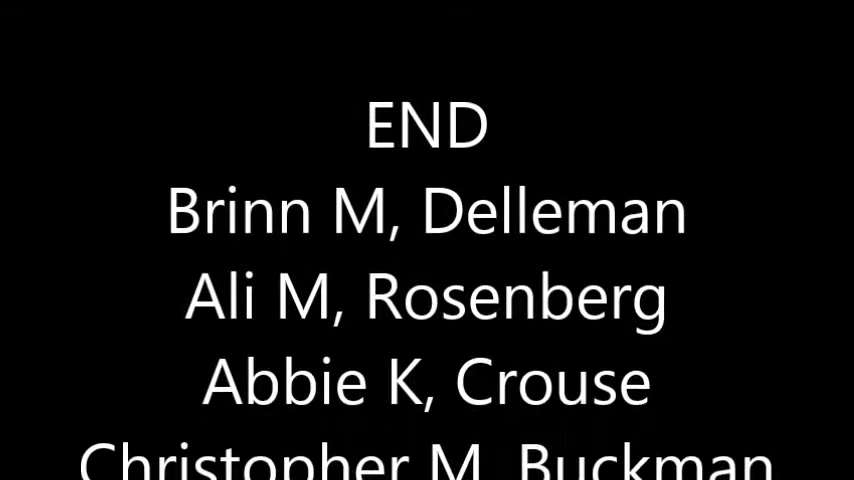 END
Brinn M, Delleman
Ali M, Rosenberg
Abbie K, Crouse
Christopher M, Buckman